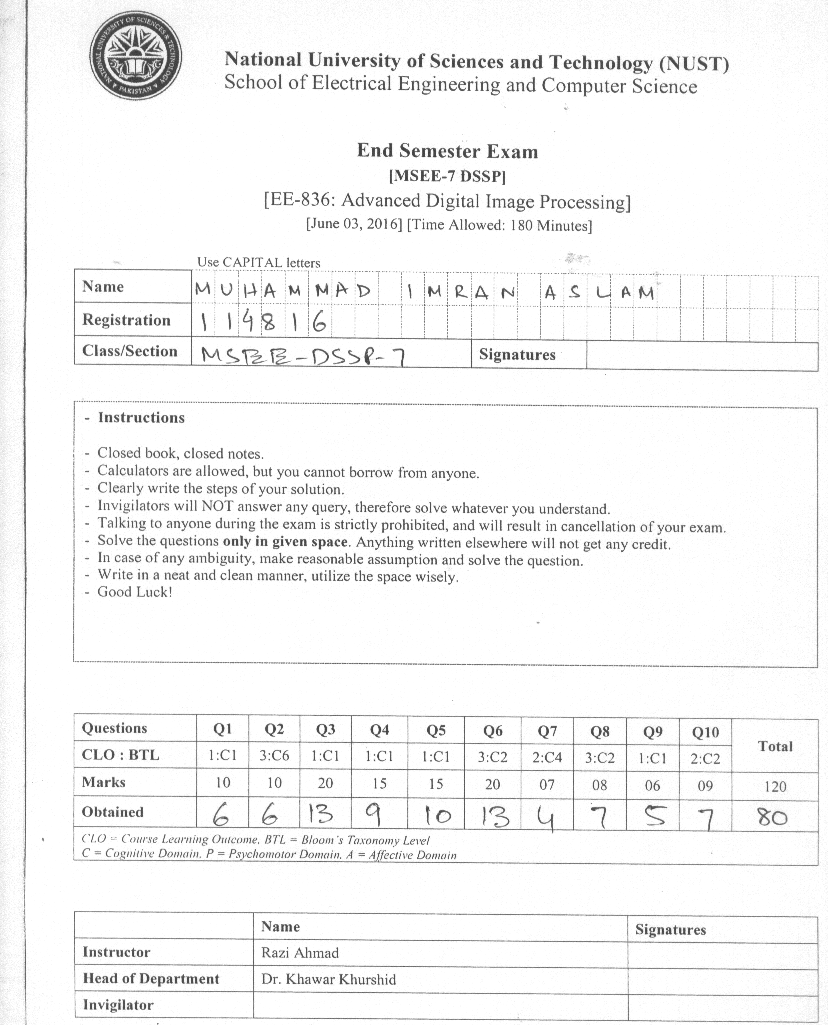 NATIONAL UNIVERSITY OF SCIENCES & TECHNOLOGY
PAKISTAN
National University of Sciences and Technology (NUST)
School of Electrical Engineering and Computer Science
End Semester Exam
[MSEE-7 DSSP]
[EE-836: Advanced Digital Image Processing]
[June 03, 2016] [Time Allowed: 180 Minutes]
Use CAPITAL letters
Name MUHAMMAD IMRAN ASLAM
Registration 114816
Class/Section MSEE-DSSP-7 Signatures
- Instructions
- Closed book, closed notes.
- Calculators are allowed, but you cannot borrow from anyone.
- Clearly write the steps of your solution.
- Invigilators will NOT answer any query, therefore solve whatever you understand.
- Talking to anyone during the exam is strictly prohibited, and will result in cancellation of your exam.
- Solve the questions only in given space. Anything written elsewhere will not get any credit.
- In case of any ambiguity, make reasonable assumption and solve the question.
- Write in a neat and clean manner, utilize the space wisely.
- Good Luck!
Questions Q1 Q2 Q3 Q4 Q5 Q6 Q7 Q8 Q9 Q10 Total
CLO : BTL 1:C1 3:C6 1:C1 1:C1 1:C1 3:C2 2:C4 3:C2 1:C1 2:C2
Marks 10 10 20 15 15 20 07 08 06 09 120
Obtained 6 6 13 9 10 13 4 7 5 7 80
CLO = Course Learning Outcome, BTL = Bloom's Taxonomy Level
C = Cognitive Domain, P = Psychomotor Domain, A = Affective Domain
Name Signatures
Instructor Razi Ahmad
Head of Department Dr. Khawar Khurshid
Invigilator